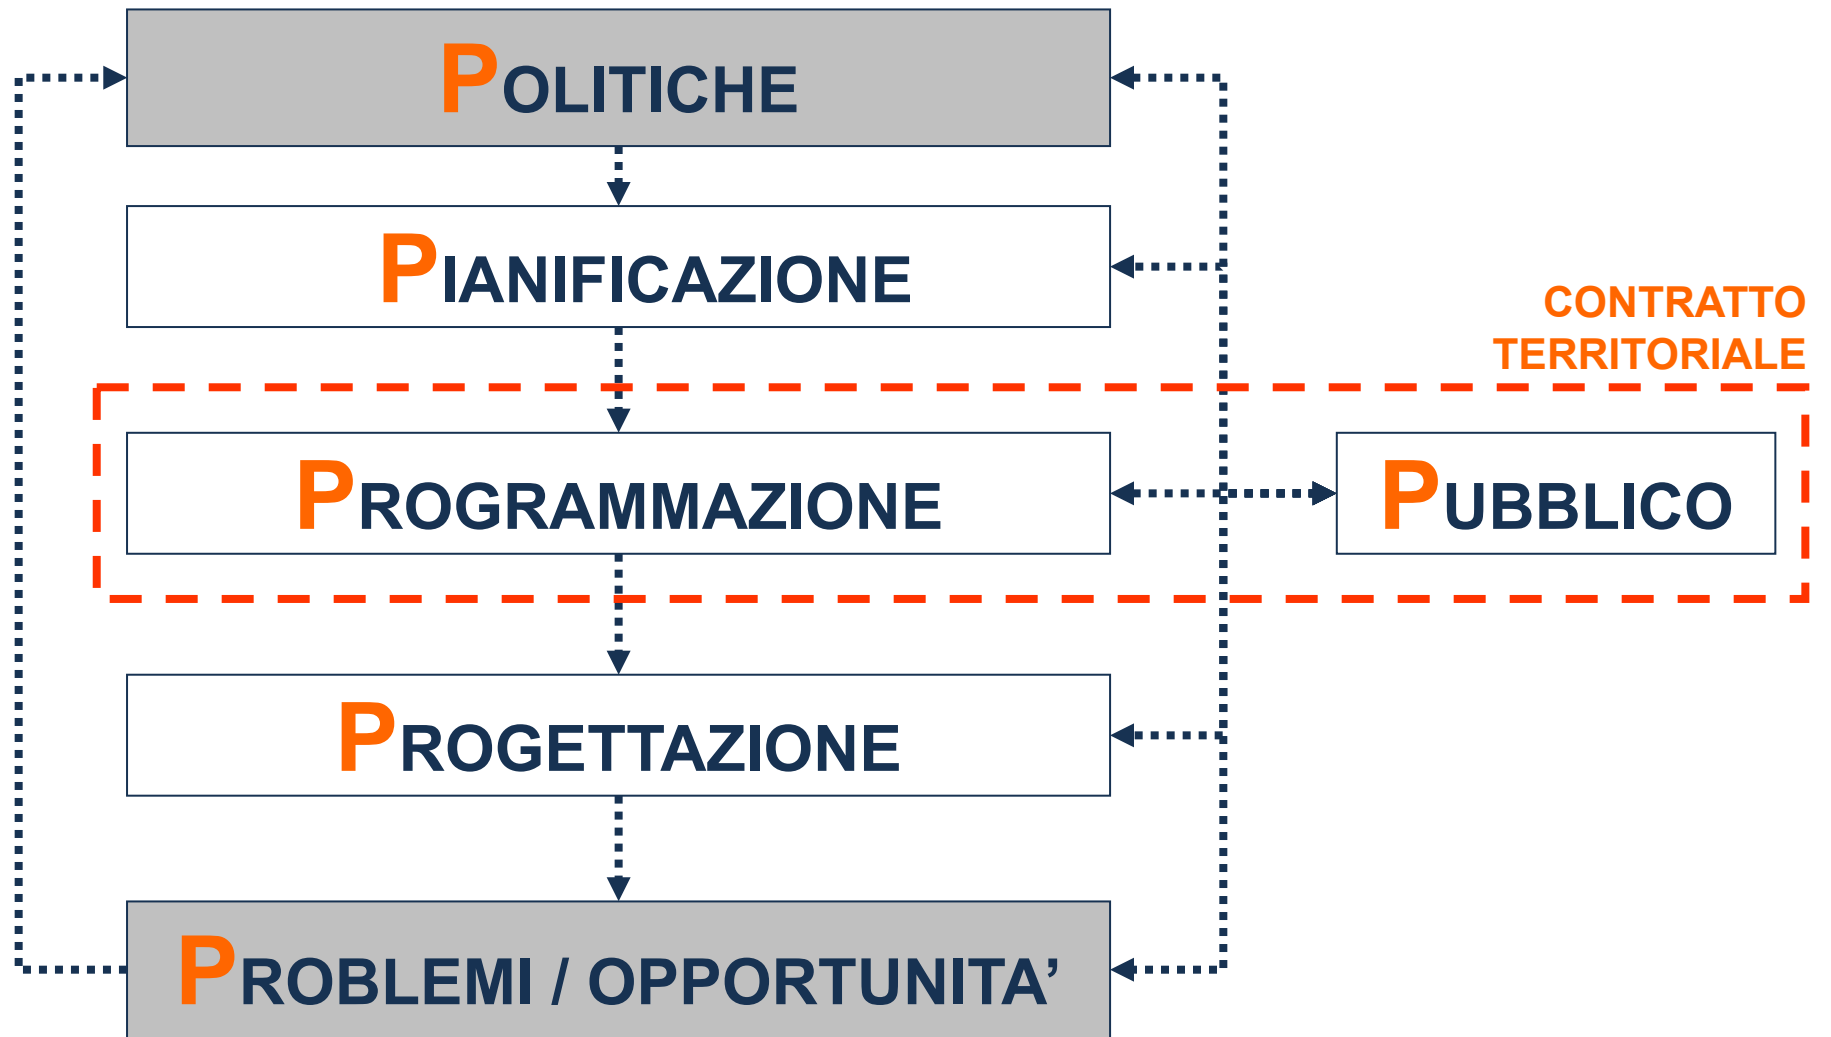 POLITICHE
PIANIFICAZIONE
CONTRATTO
TERRITORIALE
PROGRAMMAZIONE
PUBBLICO
PROGETTAZIONE
PROBLEMI / OPPORTUNITA’